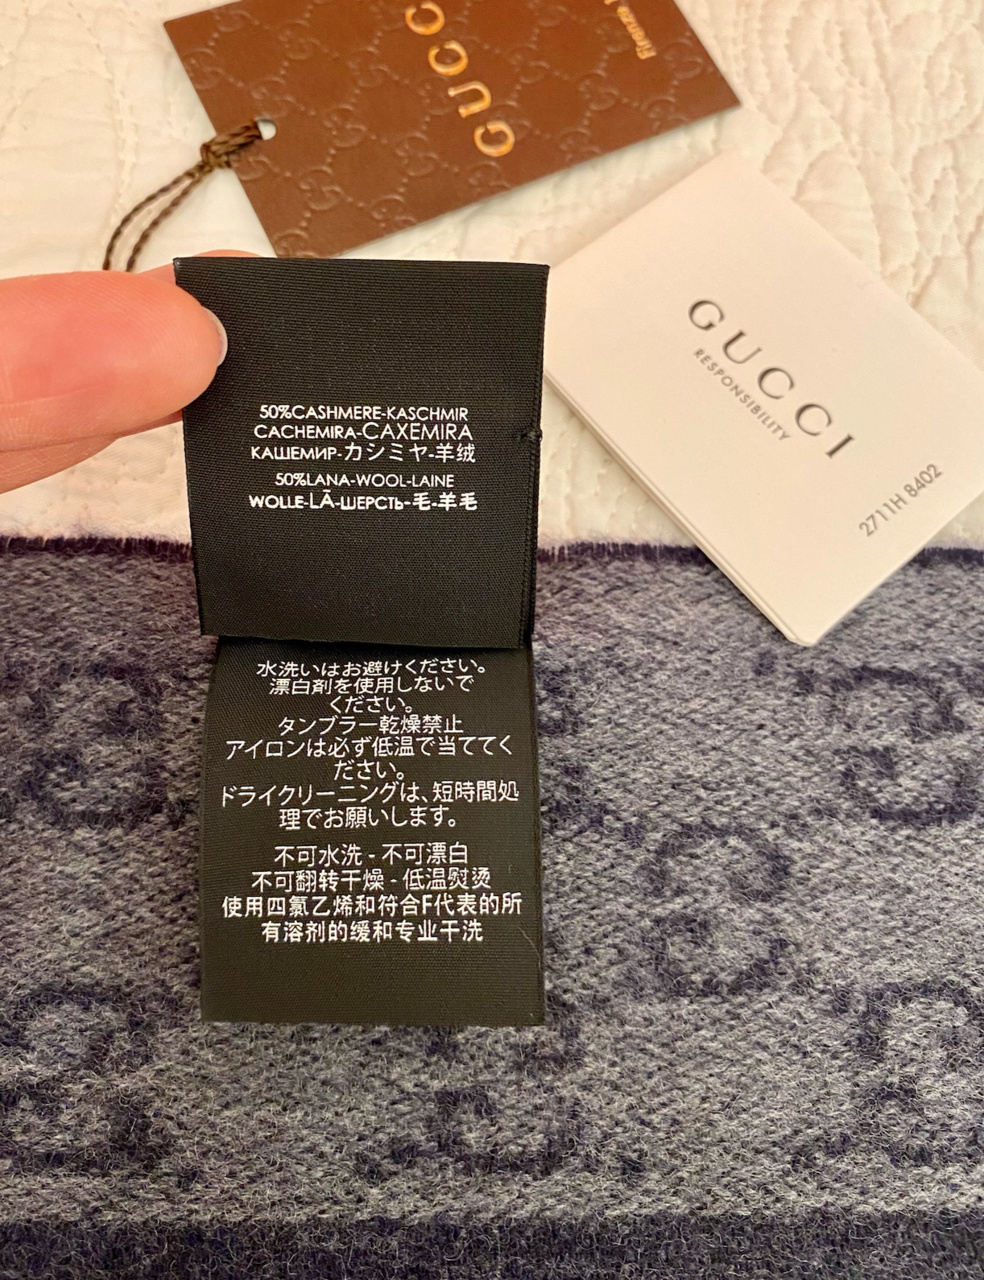 GUCCI
GUCCI
RESPONSIBILITY
2711H 8402
50%CASHMERE-KASCHMIR
CACHEMIRA-CAXEMIRA
КАШЕМИР-カシミヤ-羊绒
50%LANA-WOOL-LAINE
WOLLE-LÃ-ШЕРСТЬ-毛-羊毛
水洗いはお避けください。
漂白剤を使用しないで
ください。
タンブラー乾燥禁止
アイロンは必ず低温で当ててく
ださい。
ドライクリーニングは、短時間処
理でお願いします。
不可水洗 - 不可漂白
不可翻转干燥 - 低温熨烫
使用四氯乙烯和符合F代表的所
有溶剂的缓和专业干洗